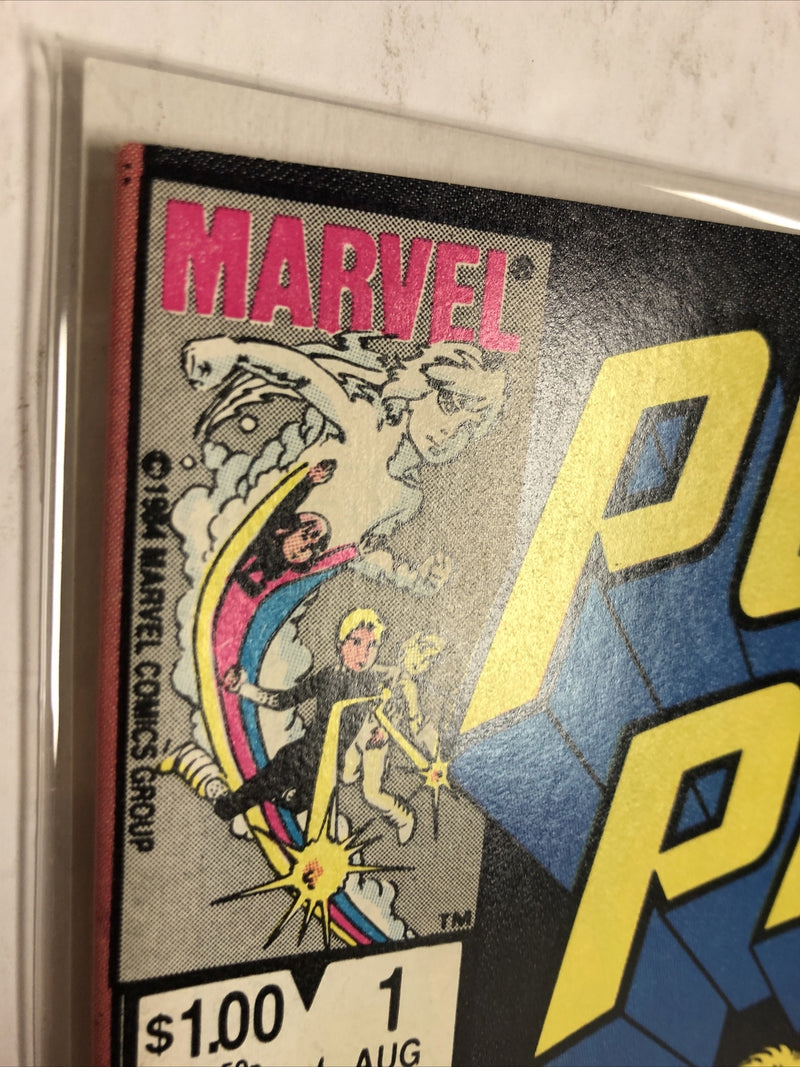 MARVEL
®
© 1984 MARVEL COMICS GROUP
TM
P
P
$1.00
1
AUG